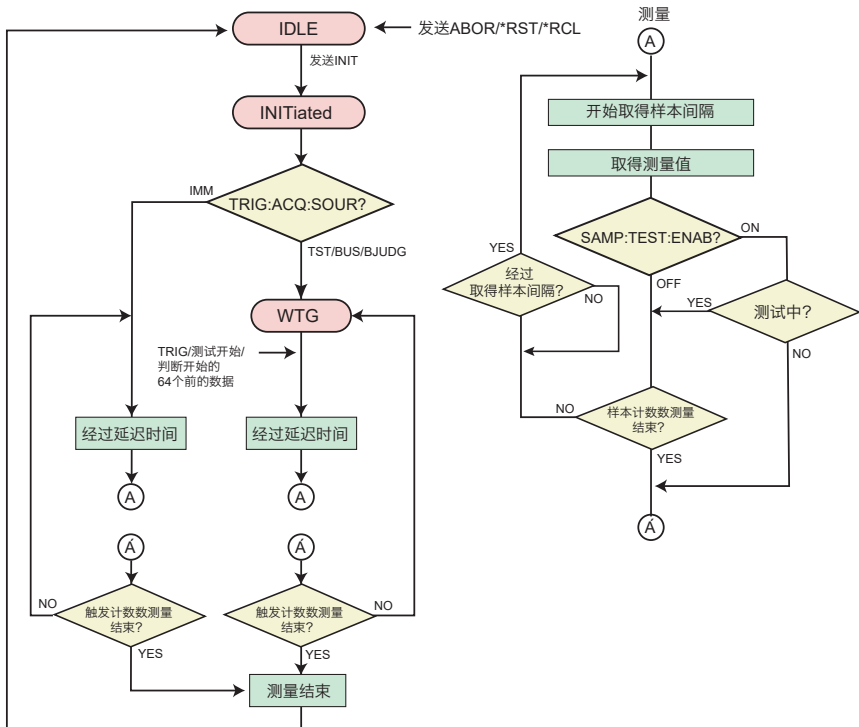 IDLE
发送ABOR/*RST/*RCL
发送INIT
INITiated
IMM
TRIG:ACQ:SOUR?
TST/BUS/BJUDG
WTG
TRIG/测试开始/
判断开始的
64个前的数据
经过延迟时间
经过延迟时间
A
A
Á
Á
触发计数数测量
结束?
NO
YES
触发计数数测量
结束?
NO
YES
测量结束
测量
A
开始取得样本间隔
取得测量值
SAMP:TEST:ENAB?
ON
OFF
YES
经过
取得样本间隔?
NO
YES
测试中?
NO
NO
样本计数数测量
结束?
YES
Á